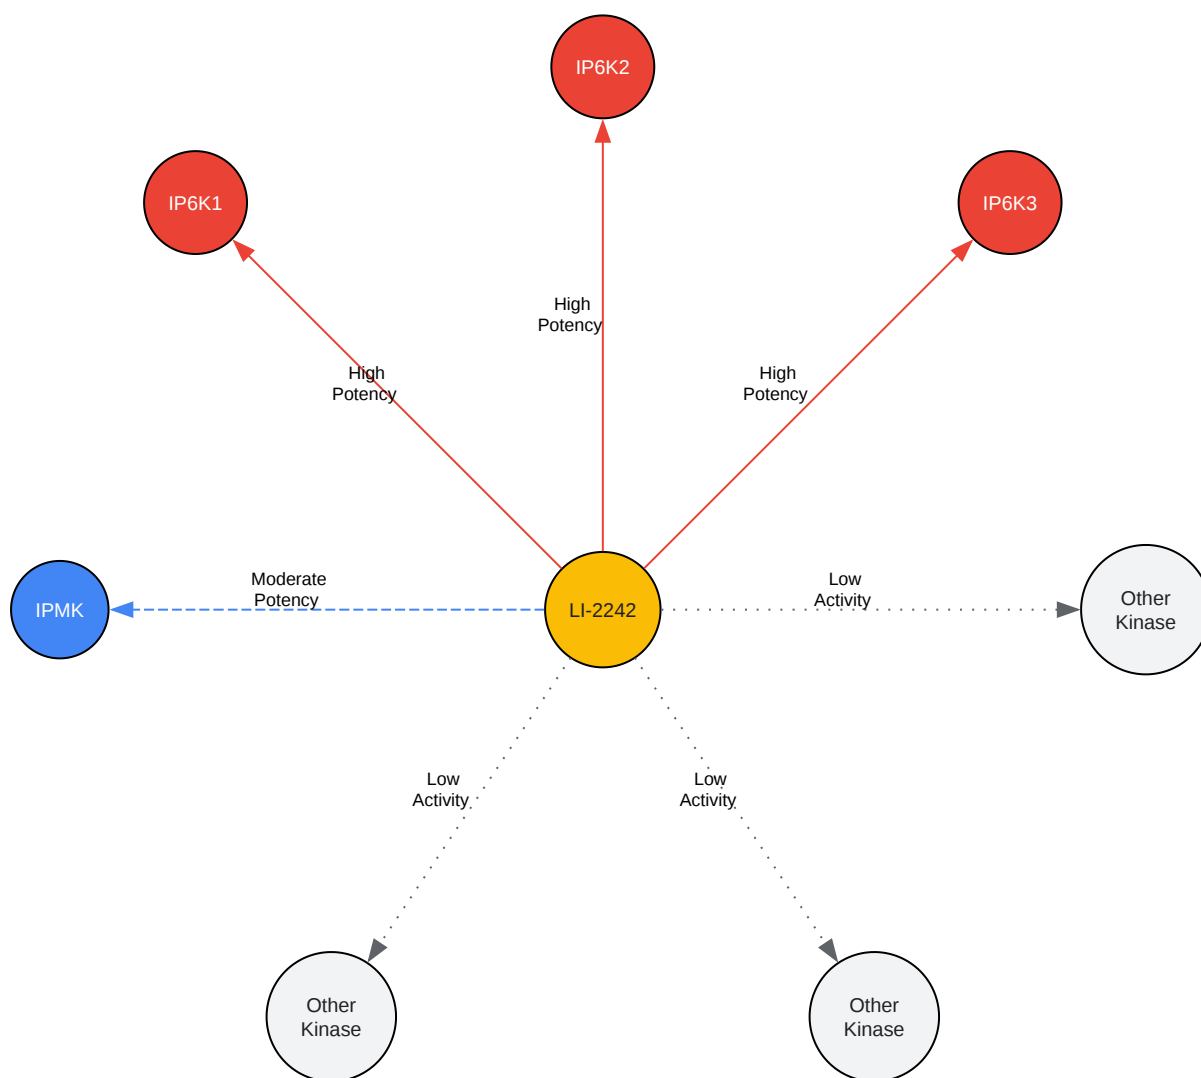 IP6K2
IP6K1
IP6K3
High
Potency
High
Potency
High
Potency
Moderate
Potency
Low
Activity
IPMK
LI-2242
Other
Kinase
Low
Activity
Low
Activity
Other
Kinase
Other
Kinase